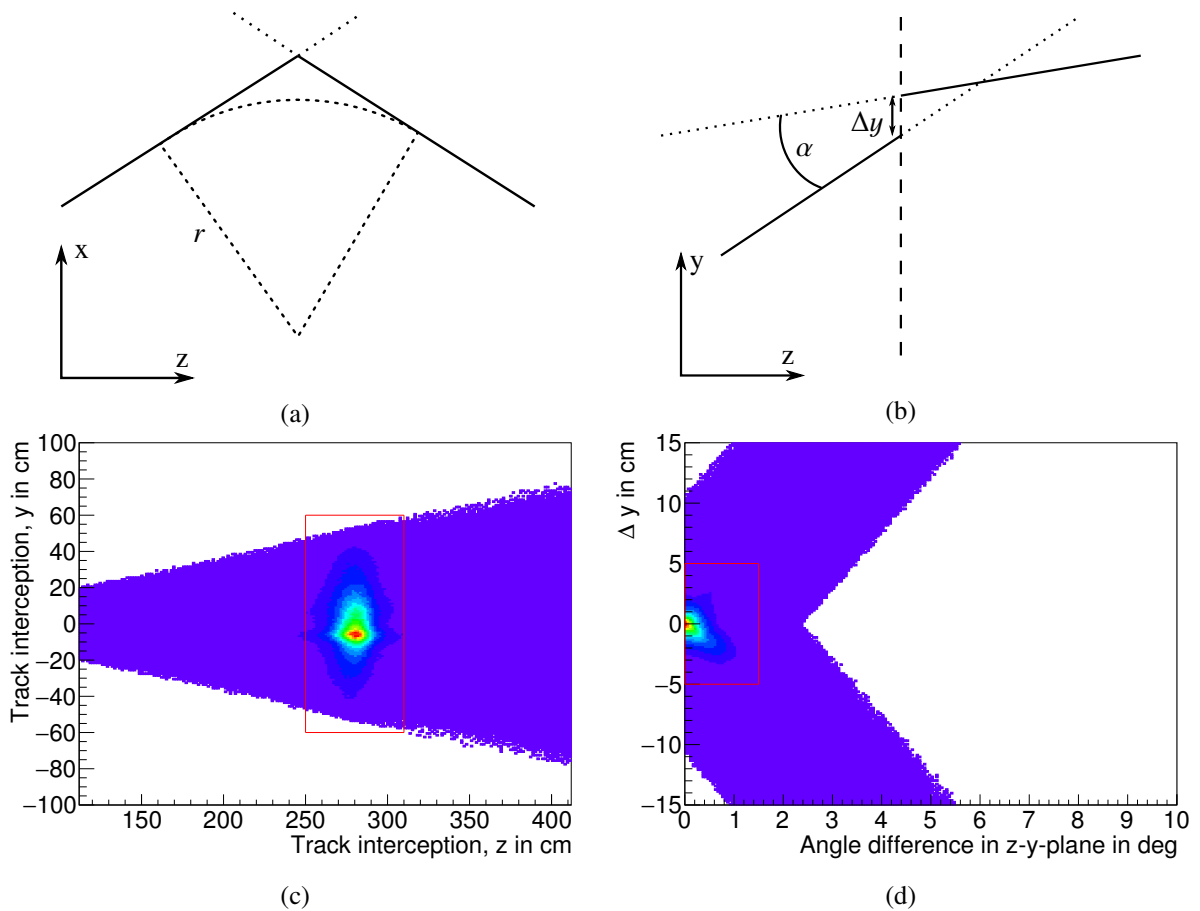 r
x
z
(a)
Δy
α
y
z
(b)
100
80
60
40
20
0
−20
−40
−60
−80
−100
Track interception, y in cm
150 200 250 300 350 400
Track interception, z in cm
(c)
15
10
5
0
−5
−10
−15
Δ y in cm
0 1 2 3 4 5 6 7 8 9 10
Angle difference in z-y-plane in deg
(d)